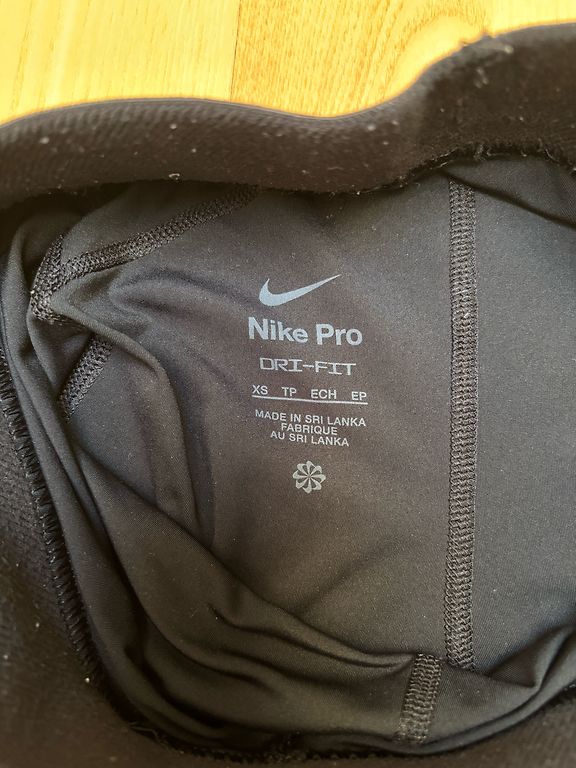 Nike Pro
DRI-FIT
XS TP ECH EP
MADE IN SRI LANKA
FABRIQUE
AU SRI LANKA